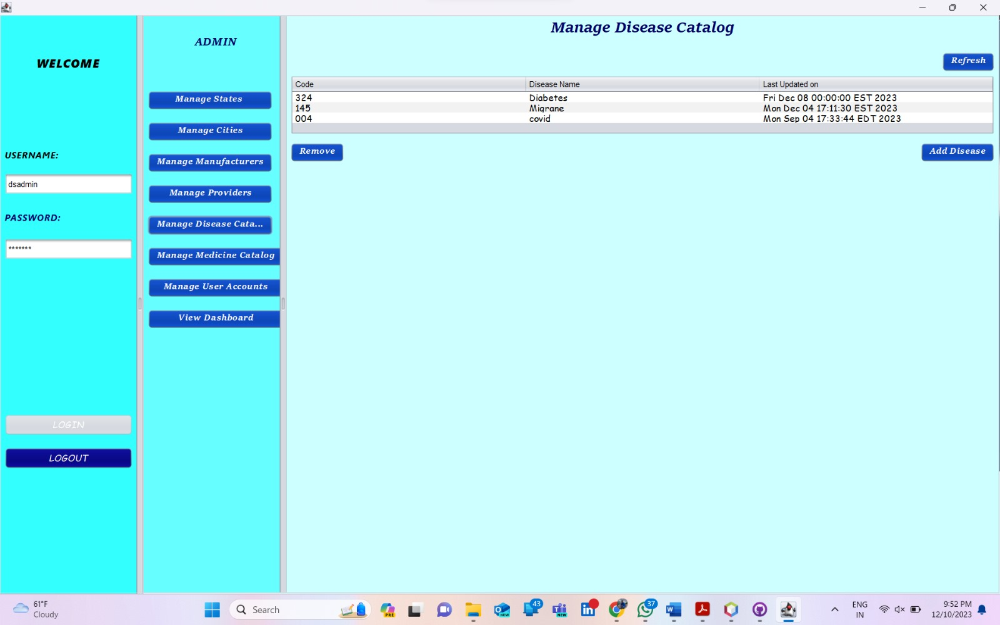 Manage Disease Catalog
ADMIN
WELCOME
Refresh
Code Disease Name Last Updated on
324 Diabetes Fri Dec 08 00:00:00 EST 2023
145 Migrane Mon Dec 04 17:11:30 EST 2023
004 covid Mon Sep 04 17:33:44 EDT 2023
Remove Add Disease
Manage States
Manage Cities
Manage Manufacturers
Manage Providers
Manage Disease Cata...
Manage Medicine Catalog
Manage User Accounts
View Dashboard
USERNAME:
dsadmin
PASSWORD:
*******
LOGIN
LOGOUT
61°F
Cloudy
Search
PRE
NEW
43
NEW
37
ENG
IN
9:52 PM
12/10/2023